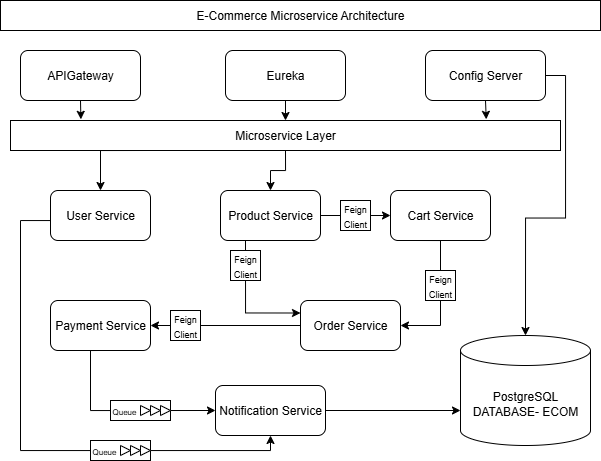 E-Commerce Microservice Architecture
APIGateway
Eureka
Config Server
Microservice Layer
User Service
Product Service
Feign
Client
Cart Service
Feign
Client
Feign
Client
Payment Service
Feign
Client
Order Service
PostgreSQL
DATABASE- ECOM
Queue
Notification Service
Queue